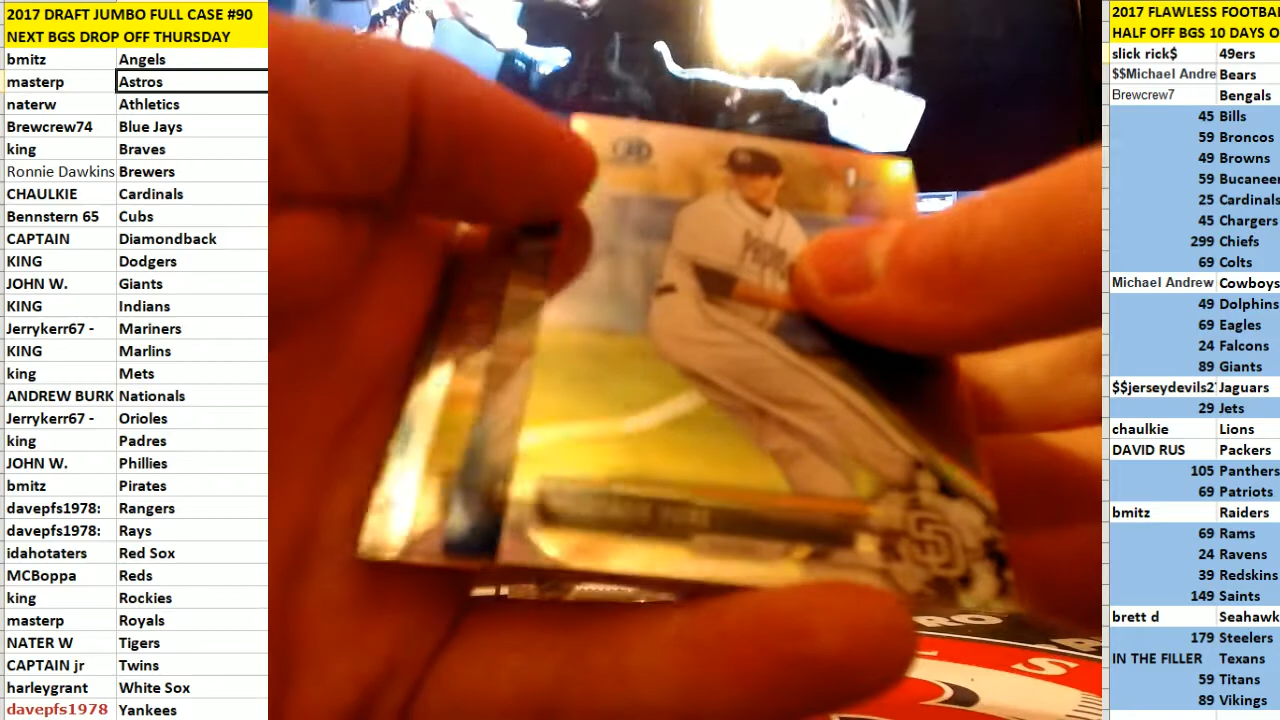 2017 DRAFT JUMBO FULL CASE #90
NEXT BGS DROP OFF THURSDAY
bmitz Angels
masterp Astros
naterw Athletics
Brewcrew74 Blue Jays
king Braves
Ronnie Dawkins Brewers
CHAULKIE Cardinals
Bennstern 65 Cubs
CAPTAIN Diamondback
KING Dodgers
JOHN W. Giants
KING Indians
Jerrykerr67 - Mariners
KING Marlins
king Mets
ANDREW BURK Nationals
Jerrykerr67 - Orioles
king Padres
JOHN W. Phillies
bmitz Pirates
davepfs1978: Rangers
davepfs1978: Rays
idahotaters Red Sox
MCBoppa Reds
king Rockies
masterp Royals
NATER W Tigers
CAPTAIN jr Twins
harleygrant White Sox
davepfs1978 Yankees
2017 FLAWLESS FOOTBA
HALF OFF BGS 10 DAYS O
slick rick$ 49ers
$$Michael Andre Bears
Brewcrew7 Bengals
45 Bills
59 Broncos
49 Browns
59 Bucaneer
25 Cardinals
45 Chargers
299 Chiefs
69 Colts
Michael Andrew Cowboys
49 Dolphins
69 Eagles
24 Falcons
89 Giants
$$jerseydevils2 Jaguars
29 Jets
chaulkie Lions
DAVID RUS Packers
105 Panthers
69 Patriots
bmitz Raiders
69 Rams
24 Ravens
39 Redskins
149 Saints
brett d Seahawk
179 Steelers
IN THE FILLER Texans
59 Titans
89 Vikings